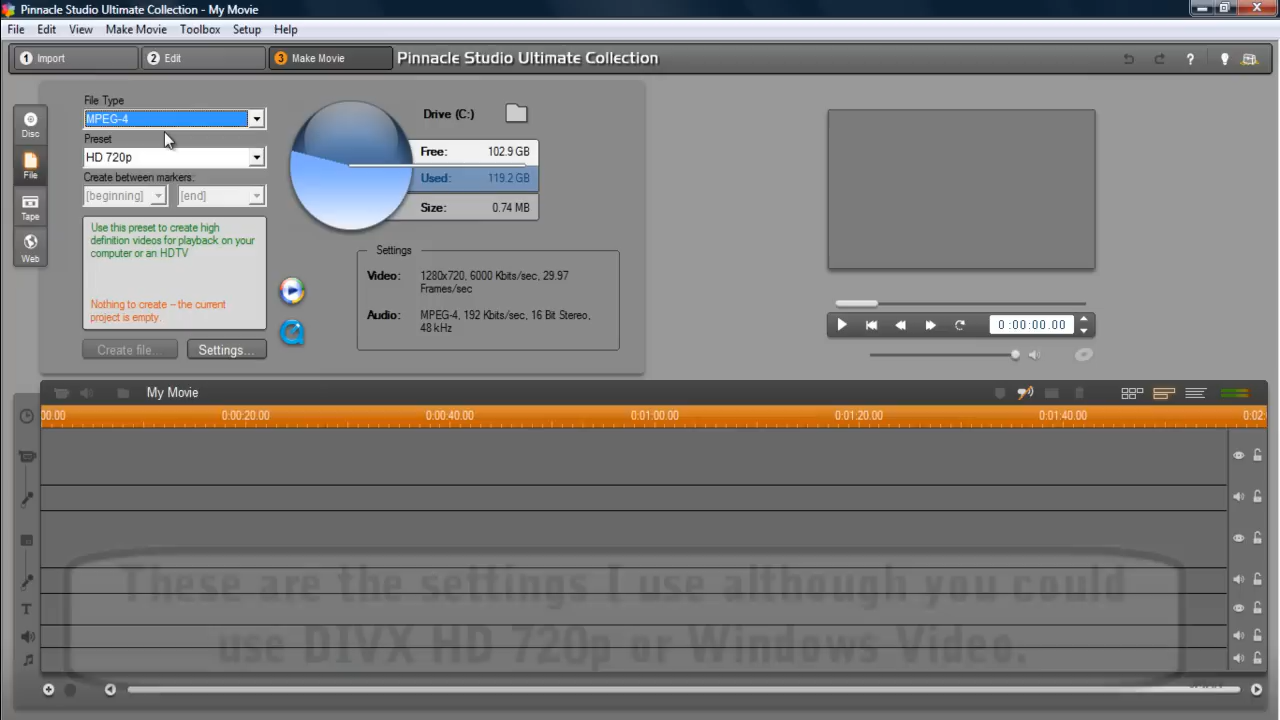 Pinnacle Studio Ultimate Collection - My Movie
File Edit View Make Movie Toolbox Setup Help
1 Import 2 Edit 3 Make Movie Pinnacle Studio Ultimate Collection
?
Disc
File
Tape
Web
File Type
MPEG-4
Preset
HD 720p
Create between markers:
[beginning] [end]
Use this preset to create high
definition videos for playback on your
computer or an HDTV
Nothing to create -- the current
project is empty.
Create file... Settings...
Drive (C:)
Free: 102.9 GB
Used: 119.2 GB
Size: 0.74 MB
Settings
Video: 1280x720, 6000 Kbits/sec, 29.97
Frames/sec
Audio: MPEG-4, 192 Kbits/sec, 16 Bit Stereo,
48 kHz
0:00:00.00
My Movie
00.00 0:00:20.00 0:00:40.00 0:01:00.00 0:01:20.00 0:01:40.00 0:02:
T
These are the settings I use although you could
use DIVX HD 720p or Windows Video.